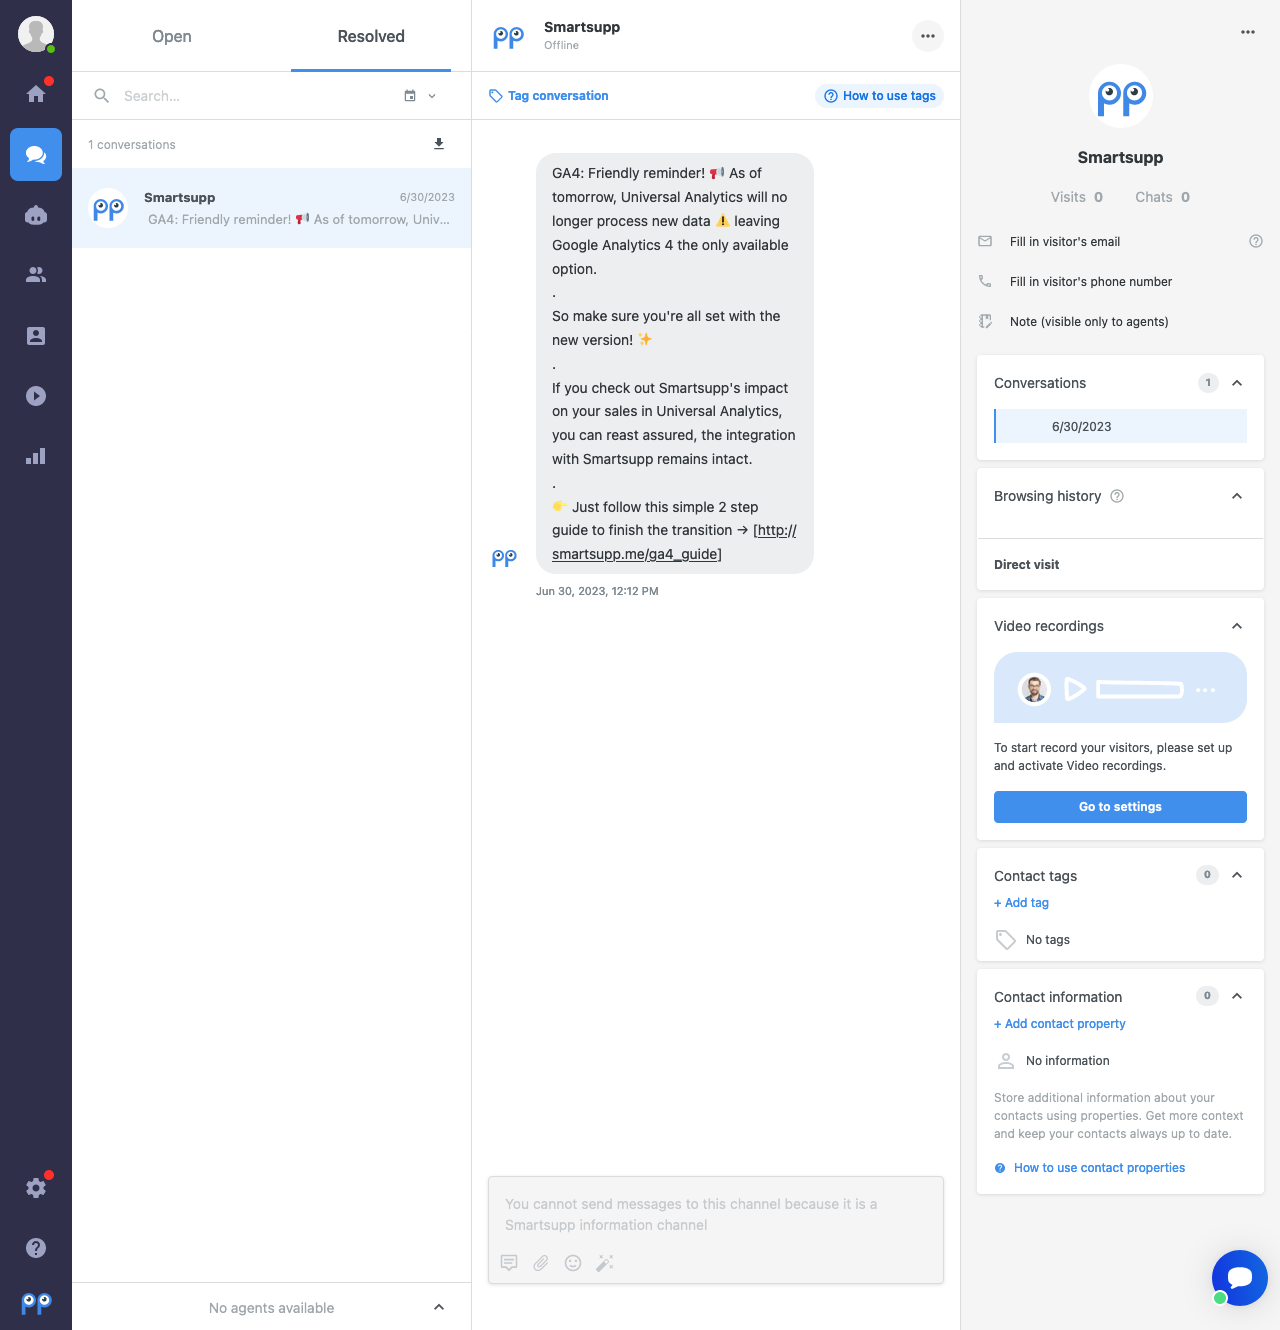 Open
Resolved
Search...
1 conversations
Smartsupp
6/30/2023
GA4: Friendly reminder! 📢 As of tomorrow, Univ...
No agents available
Smartsupp
Offline
Tag conversation
How to use tags
GA4: Friendly reminder! 📢 As of
tomorrow, Universal Analytics will no
longer process new data ⚠️ leaving
Google Analytics 4 the only available
option.
.
So make sure you're all set with the
new version! ✨
.
If you check out Smartsupp's impact
on your sales in Universal Analytics,
you can reast assured, the integration
with Smartsupp remains intact.
.
👉 Just follow this simple 2 step
guide to finish the transition → [http://
smartsupp.me/ga4_guide]
Jun 30, 2023, 12:12 PM
You cannot send messages to this channel because it is a
Smartsupp information channel
Smartsupp
Visits 0 Chats 0
Fill in visitor's email
Fill in visitor's phone number
Note (visible only to agents)
Conversations 1
6/30/2023
Browsing history
Direct visit
Video recordings
To start record your visitors, please set up
and activate Video recordings.
Go to settings
Contact tags 0
+ Add tag
No tags
Contact information 0
+ Add contact property
No information
Store additional information about your
contacts using properties. Get more context
and keep your contacts always up to date.
How to use contact properties